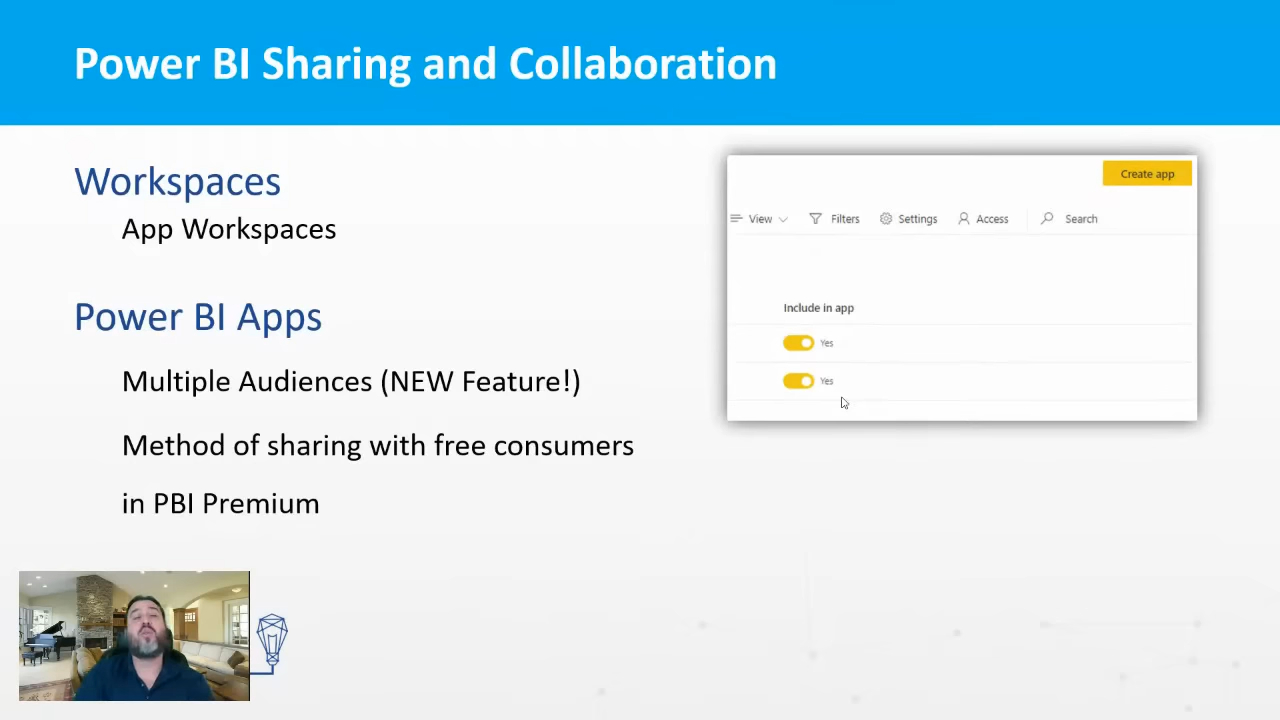 Power BI Sharing and Collaboration
Workspaces
App Workspaces
Power BI Apps
Multiple Audiences (NEW Feature!)
Method of sharing with free consumers
in PBI Premium
Create app
View Filters Settings Access Search
Include in app
Yes
Yes